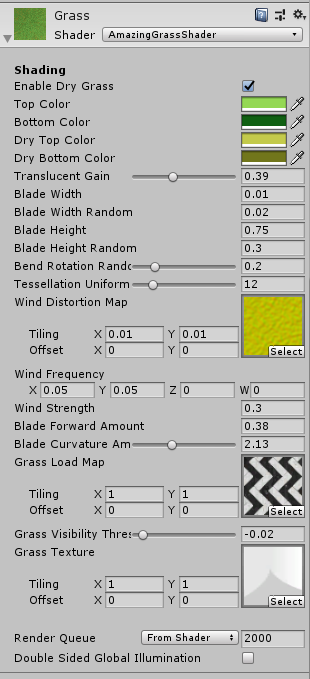 Grass
Shader AmazingGrassShader
Shading
Enable Dry Grass
Top Color
Bottom Color
Dry Top Color
Dry Bottom Color
Translucent Gain 0.39
Blade Width 0.01
Blade Width Random 0.02
Blade Height 0.75
Blade Height Random 0.3
Bend Rotation Rand 0.2
Tessellation Uniform 12
Wind Distortion Map
Tiling X 0.01 Y 0.01
Offset X 0 Y 0
Select
Wind Frequency
X 0.05 Y 0.05 Z 0 W 0
Wind Strength 0.3
Blade Forward Amount 0.38
Blade Curvature Am 2.13
Grass Load Map
Tiling X 1 Y 1
Offset X 0 Y 0
Select
Grass Visibility Thres -0.02
Grass Texture
Tiling X 1 Y 1
Offset X 0 Y 0
Select
Render Queue From Shader 2000
Double Sided Global Illumination